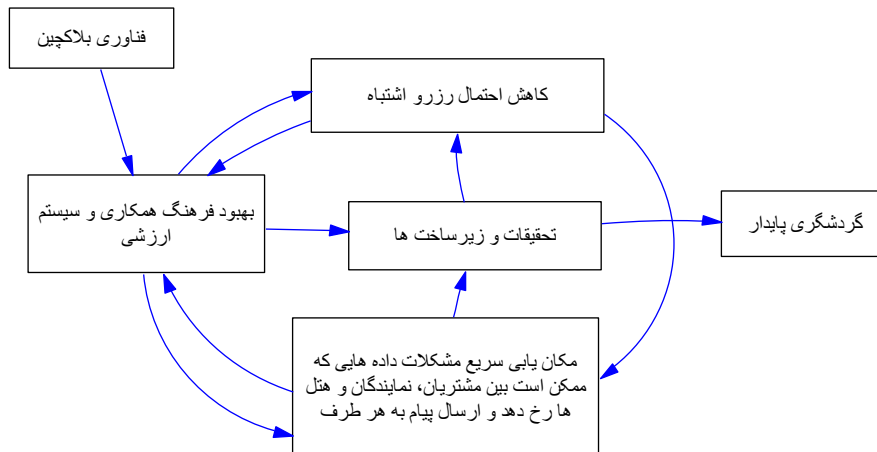 فناوری بلاکچین
کاهش احتمال رزرو اشتباه
بهبود فرهنگ همکاری و سیستم
ارزشی
تحقیقات و زیرساخت ها
گردشگری پایدار
مکان یابی سریع مشکلات داده هایی که
ممکن است بین مشتریان، نمایندگان و هتل
ها رخ دهد و ارسال پیام به هر طرف